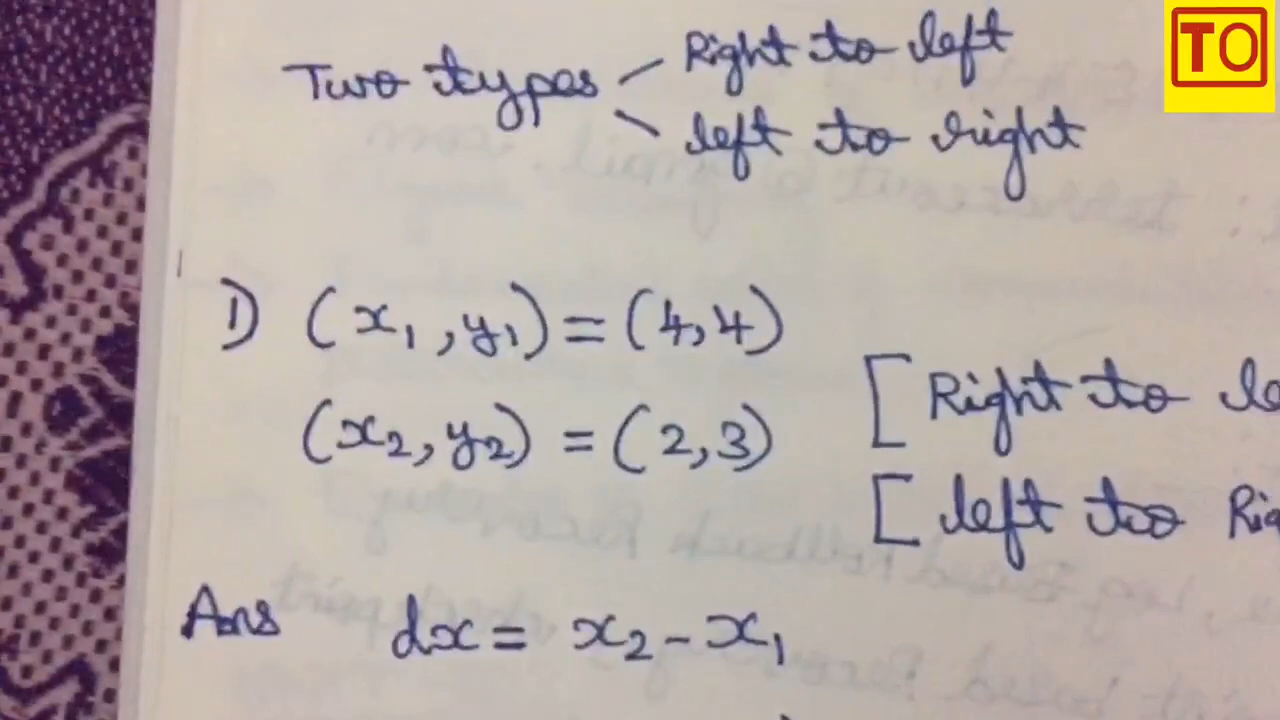 TO
Two types Right to left
left to right
1) (x₁, y₁) = (4,4)
[Right to
(x₂, y₂) = (2,3)
[left to
Ans dx = x₂ - x₁